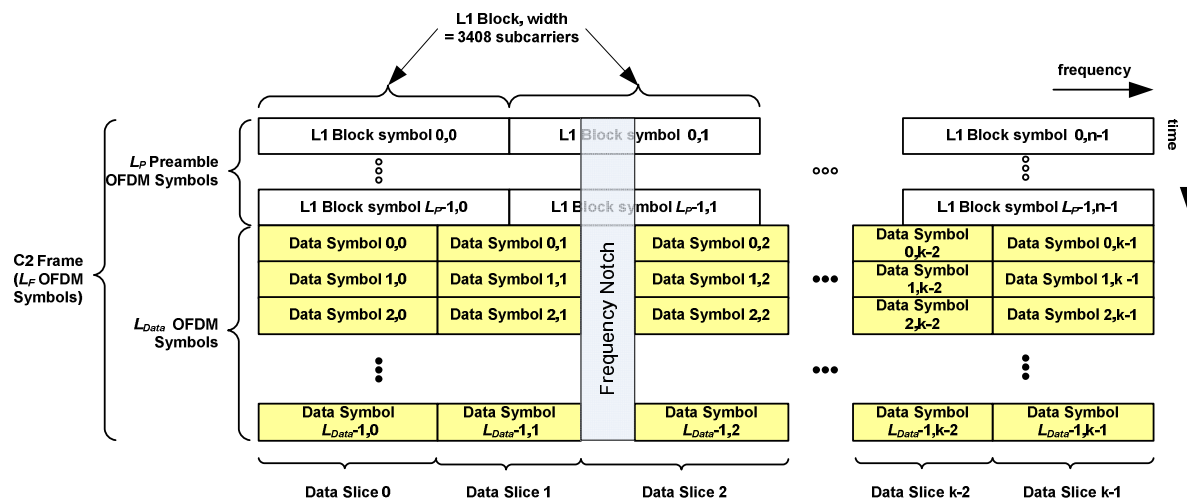 L1 Block, width
= 3408 subcarriers
frequency
time
L1 Block symbol 0,0
L1 Block symbol 0,1
L1 Block symbol 0,n-1
LP Preamble
OFDM Symbols
L1 Block symbol LP-1,0
L1 Block symbol LP-1,1
L1 Block symbol LP-1,n-1
C2 Frame
(LF OFDM
Symbols)
Data Symbol 0,0
Data Symbol 0,1
Data Symbol 0,2
Data Symbol
0,k-2
Data Symbol 0,k-1
Data Symbol 1,0
Data Symbol 1,1
Data Symbol 1,2
Data Symbol
1,k-2
Data Symbol 1,k -1
Data Symbol 2,0
Data Symbol 2,1
Data Symbol 2,2
Data Symbol
2,k-2
Data Symbol 2,k-1
LData OFDM
Symbols
Frequency Notch
Data Symbol
LData-1,0
Data Symbol
LData-1,1
Data Symbol
LData-1,2
Data Symbol
LData-1,k-2
Data Symbol
LData-1,k-1
Data Slice 0
Data Slice 1
Data Slice 2
Data Slice k-2
Data Slice k-1